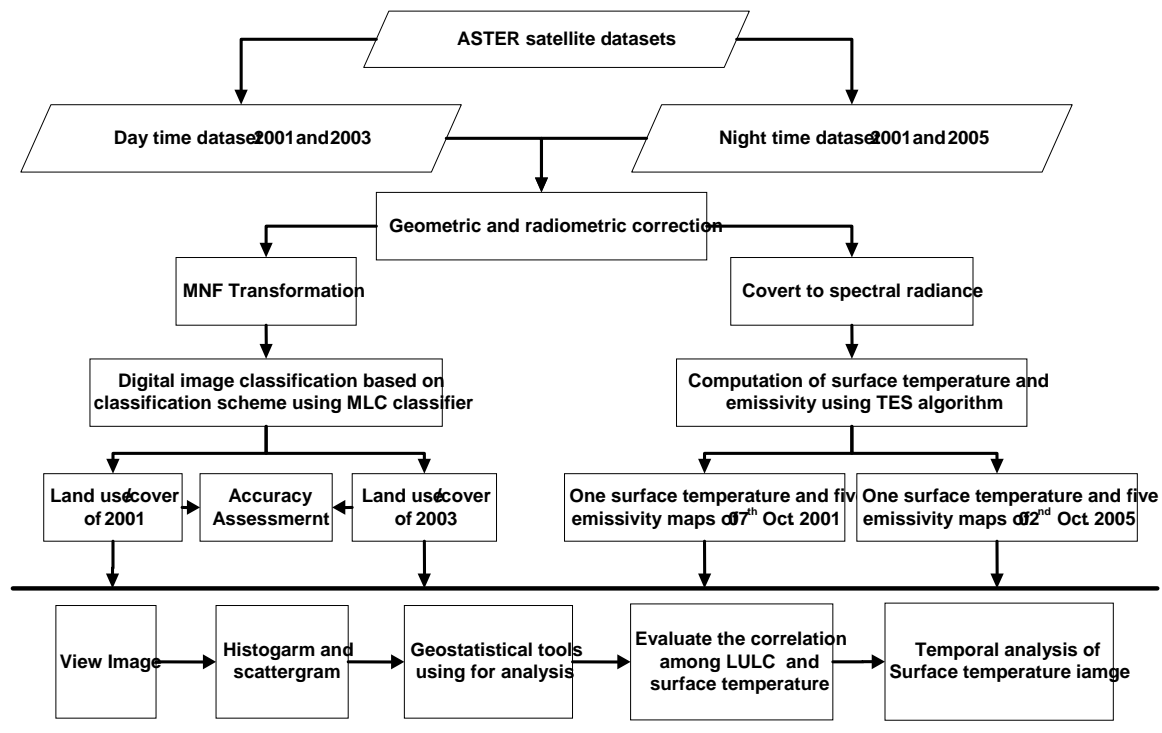 ASTER satellite datasets
Day time dataset 2001 and 2003
Night time dataset 2001 and 2005
Geometric and radiometric correction
MNF Transformation
Covert to spectral radiance
Digital image classification based on
classification scheme using MLC classifier
Computation of surface temperature and
emissivity using TES algorithm
Land use/cover
of 2001
Accuracy
Assessmernt
Land use/cover
of 2003
One surface temperature and five
emissivity maps of 07th Oct. 2001
One surface temperature and five
emissivity maps of 02nd Oct. 2005
View Image
Histogarm and
scattergram
Geostatistical tools
using for analysis
Evaluate the correlation
among LULC and
surface temperature
Temporal analysis of
Surface temperature iamge